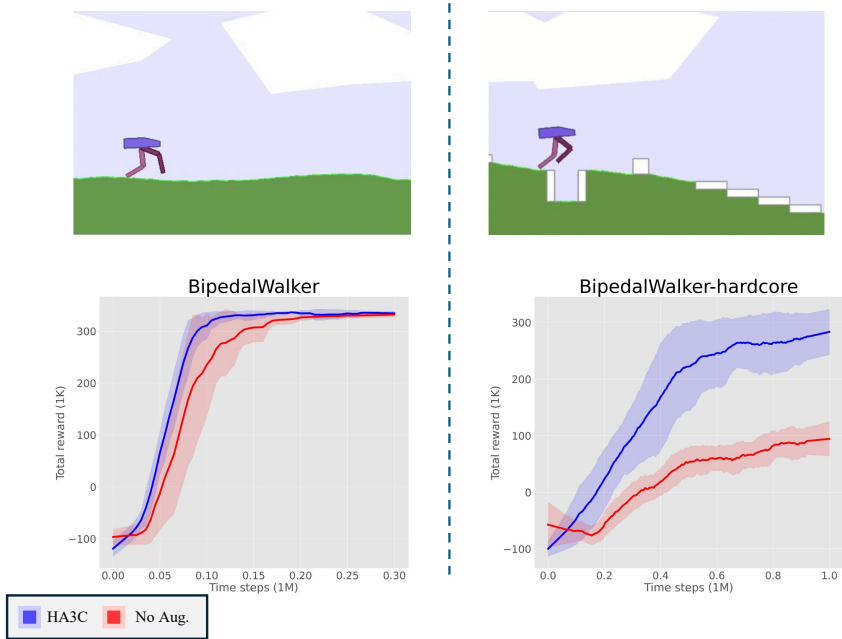 BipedalWalker
Total reward (1K)
300
200
100
0
−100
0.00 0.05 0.10 0.15 0.20 0.25 0.30
Time steps (1M)
BipedalWalker-hardcore
Total reward (1K)
300
200
100
0
−100
0.0 0.2 0.4 0.6 0.8 1.0
Time steps (1M)
HA3C No Aug.